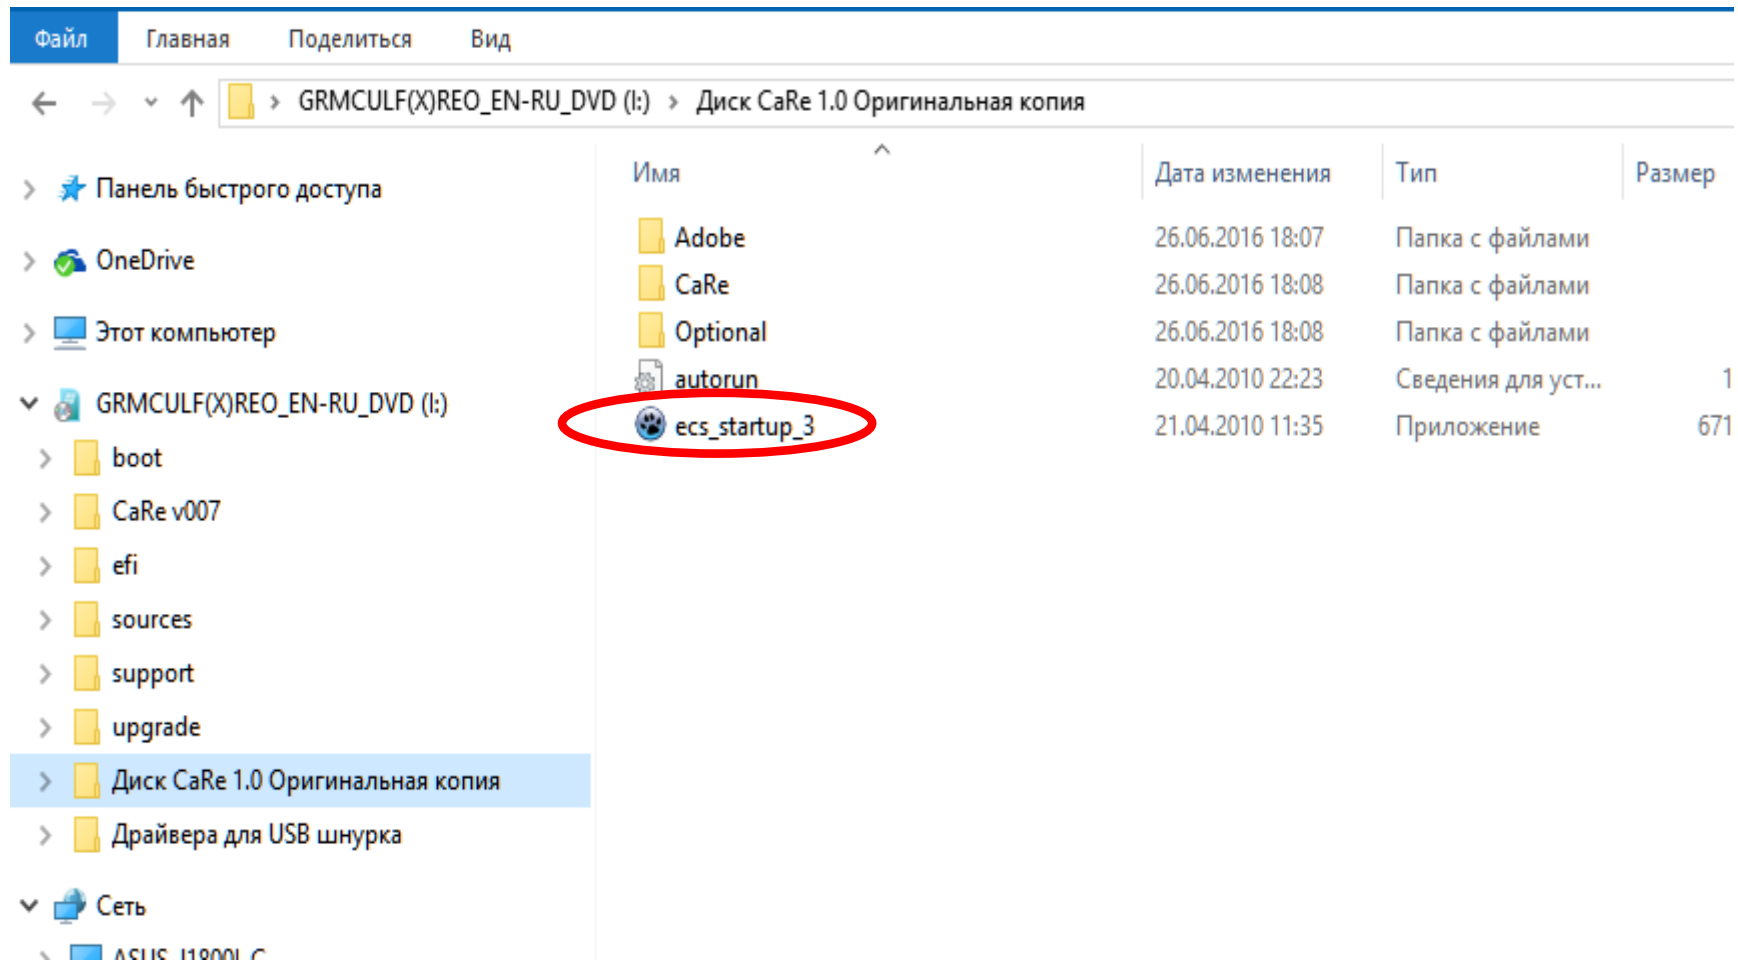 Файл Главная Поделиться Вид
GRMCULF(X)REO_EN-RU_DVD (I:) Диск CaRe 1.0 Оригинальная копия
Имя Дата изменения Тип Размер
Панель быстрого доступа
OneDrive
Этот компьютер
GRMCULF(X)REO_EN-RU_DVD (I:)
boot
CaRe v007
efi
sources
support
upgrade
Диск CaRe 1.0 Оригинальная копия
Драйвера для USB шнурка
Сеть
Adobe 26.06.2016 18:07 Папка с файлами
CaRe 26.06.2016 18:08 Папка с файлами
Optional 26.06.2016 18:08 Папка с файлами
autorun 20.04.2010 22:23 Сведения для уст... 1
ecs_startup_3 21.04.2010 11:35 Приложение 671